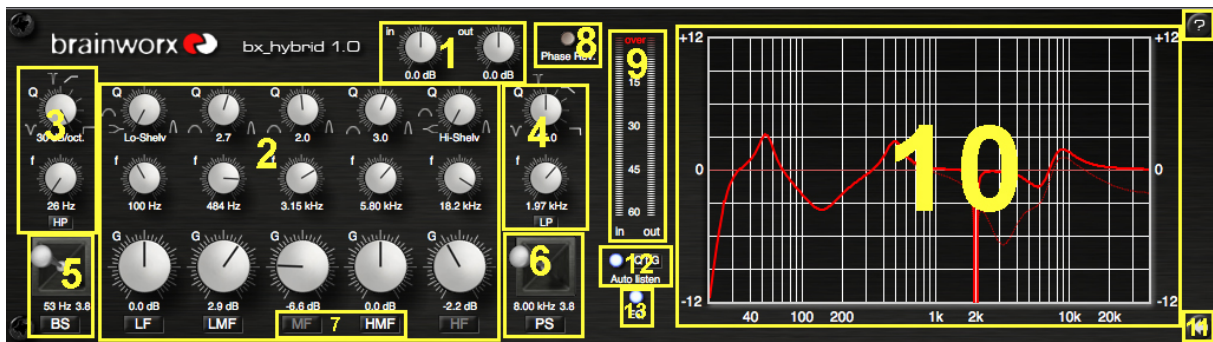 brainworx bx_hybrid 1.0
in out
1
0.0 dB 0.0 dB
8
Phase Rev.
9
over
15
30
45
60
in out
?
+12 +12
0 0
-12 -12
10
40 100 200 1k 2k 10k 20k
Q Q Q Q Q Q Q
3 2 4
Lo-Shelv 2.7 2.0 3.0 Hi-Shelv
f f f f f f f
26 Hz 100 Hz 484 Hz 3.15 kHz 5.80 kHz 18.2 kHz 1.97 kHz
HP LP
G G G G G
5 6
53 Hz 3.8 0.0 dB 2.9 dB -6.6 dB 0.0 dB -2.2 dB 8.00 kHz 3.8
BS LF LMF MF 7 HMF HF PS
12
Q G
Auto listen
13
11